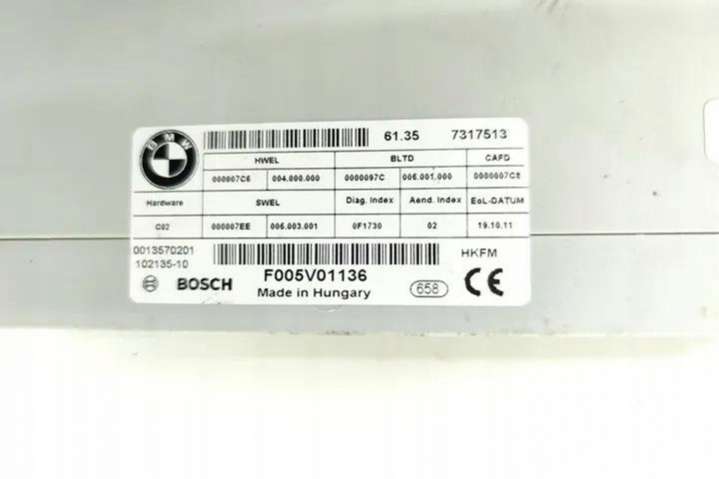 BMW
61.35 7317513
HWEL BLTD CAFD
000007C6 004.000.000 0000097C 006.001.000 000007C8
Hardware SWEL Diag. Index Aend. Index EoL-DATUM
C02 000007EE 006.003.001 0F1730 02 19.10.11
0013570201 HKFM
102135-10
BOSCH F005V01136 658 CE
Made in Hungary